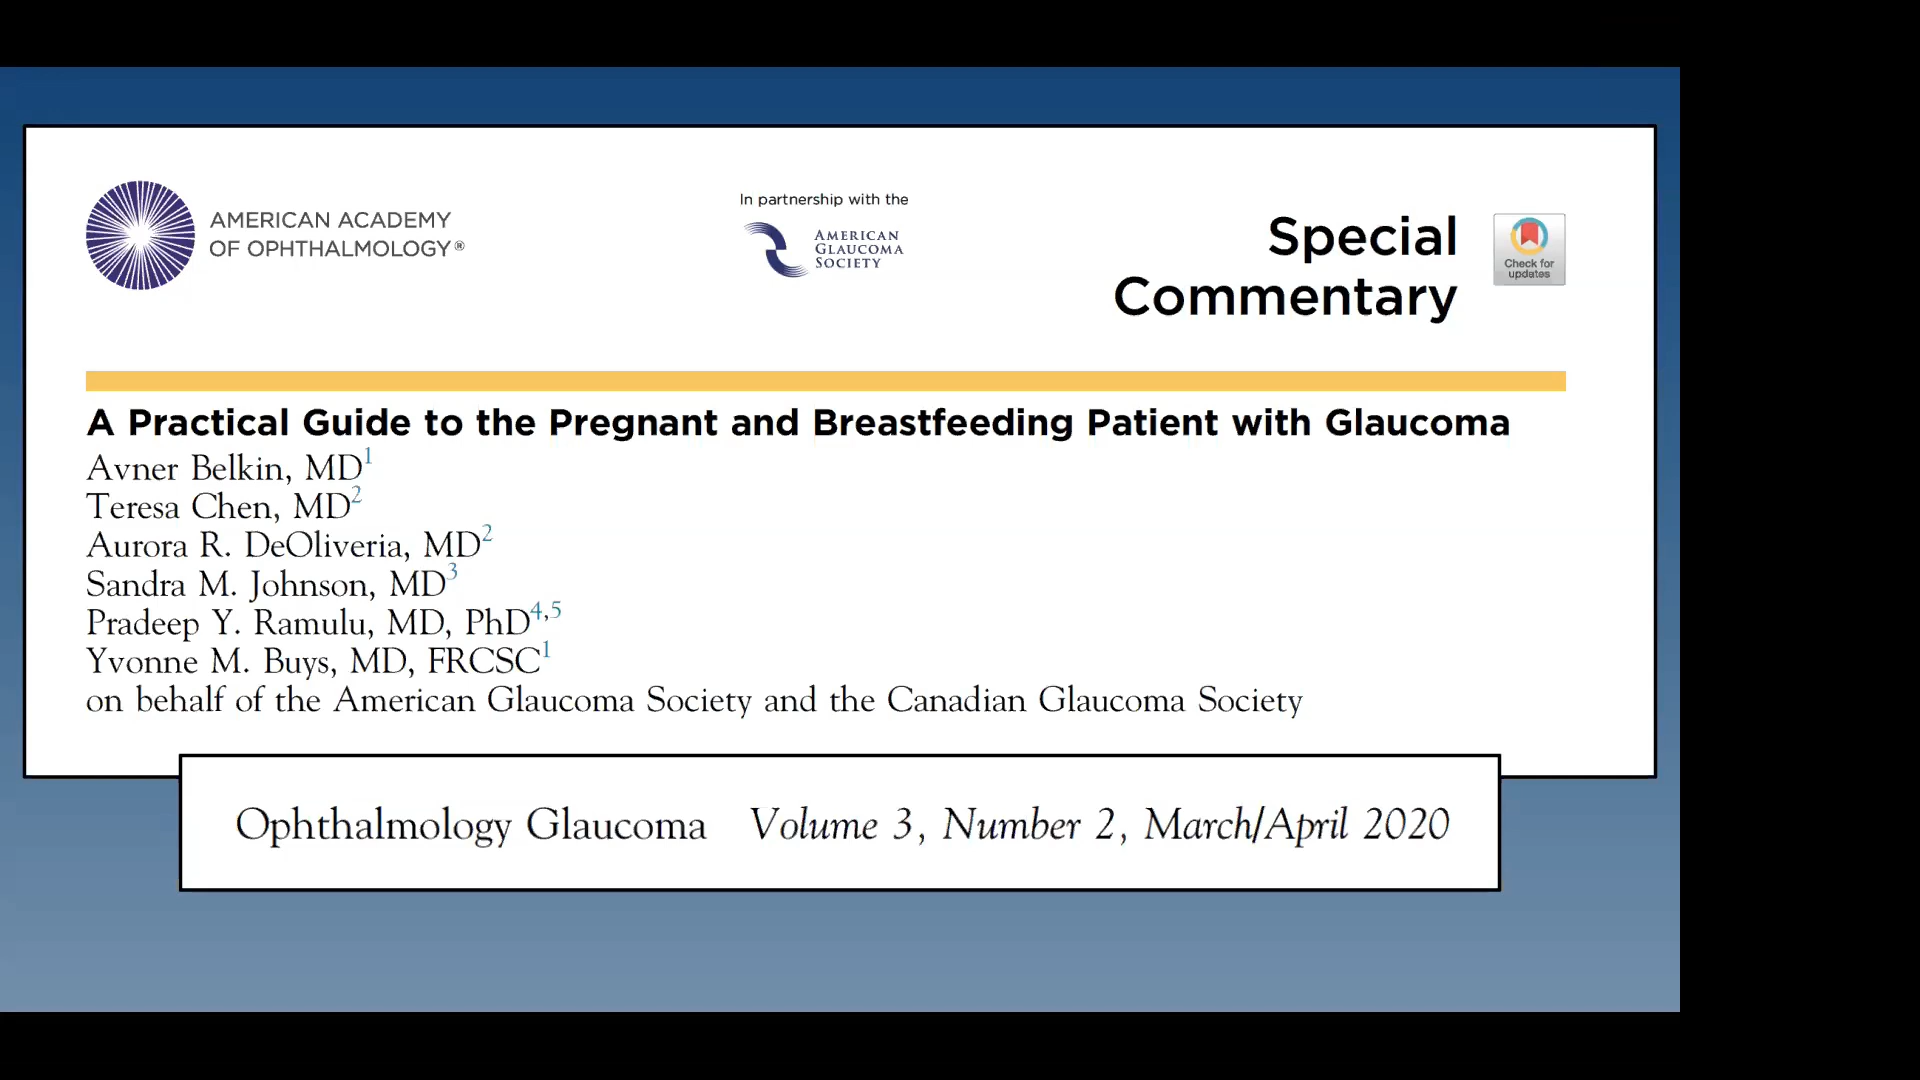 AMERICAN ACADEMY
OF OPHTHALMOLOGY®
In partnership with the
AMERICAN
GLAUCOMA
SOCIETY
Special
Commentary
Check for
updates
A Practical Guide to the Pregnant and Breastfeeding Patient with Glaucoma
Avner Belkin, MD1
Teresa Chen, MD2
Aurora R. DeOliveria, MD2
Sandra M. Johnson, MD3
Pradeep Y. Ramulu, MD, PhD4,5
Yvonne M. Buys, MD, FRCSC1
on behalf of the American Glaucoma Society and the Canadian Glaucoma Society
Ophthalmology Glaucoma Volume 3, Number 2, March/April 2020